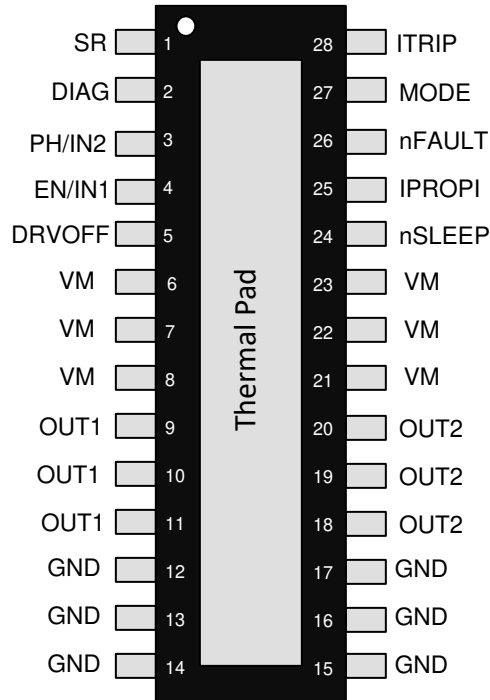 SR 1 28 ITRIP
DIAG 2 27 MODE
PH/IN2 3 26 nFAULT
EN/IN1 4 25 IPROPI
DRVOFF 5 24 nSLEEP
VM 6 23 VM
VM 7 22 VM
VM 8 21 VM
OUT1 9 20 OUT2
OUT1 10 19 OUT2
OUT1 11 18 OUT2
GND 12 17 GND
GND 13 16 GND
GND 14 15 GND
Thermal Pad